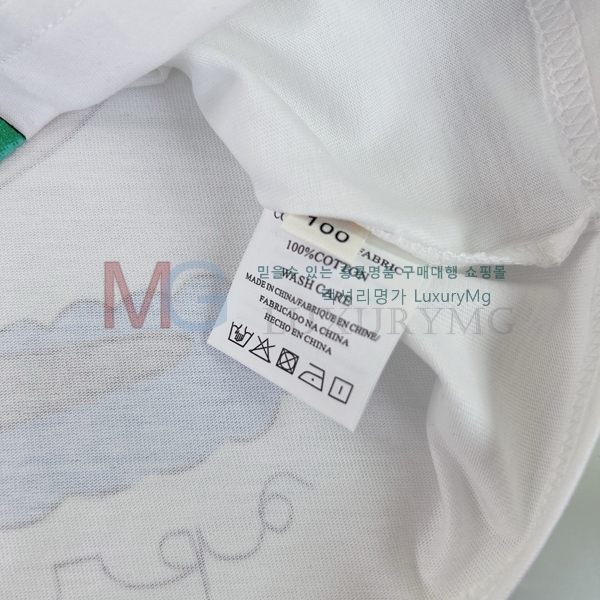 100
FABRIC
100%COTTON
WASH CARE
MADE IN CHINA/FABRIQUE EN CHINE/
FABRICADO NA CHINA
HECHO EN CHINA
MG
믿을수 있는 명품 구매대행 쇼핑몰
럭셔리명가 LuxuryMg
LUXURYMG